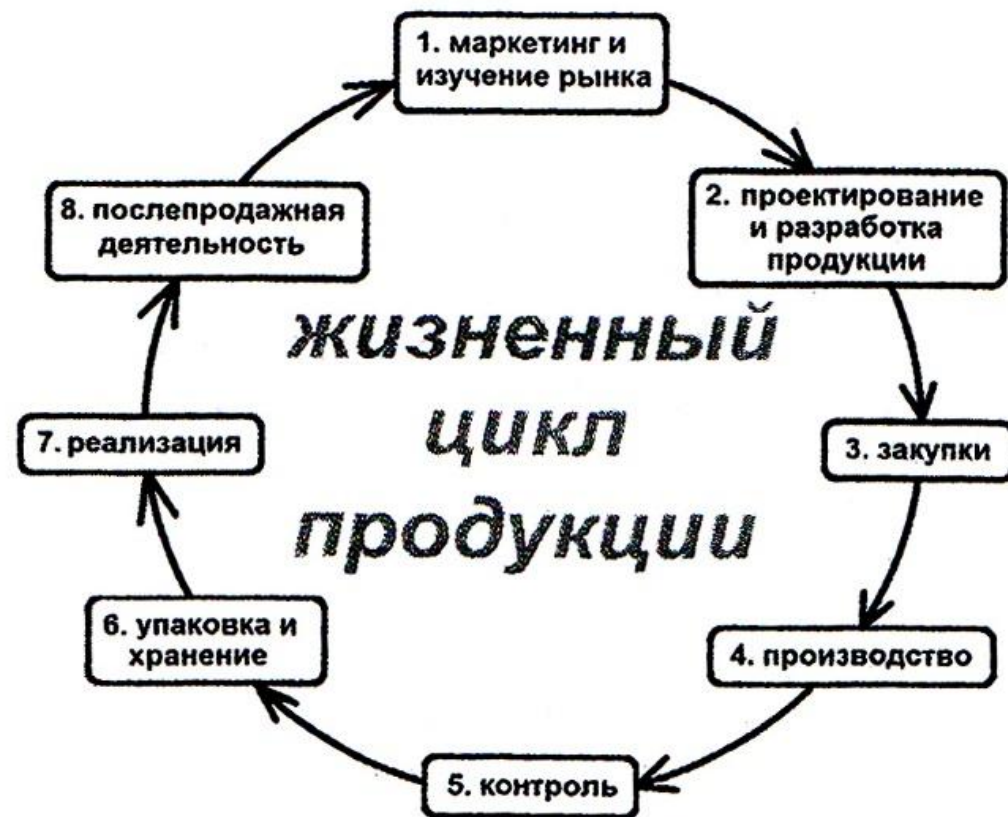 1. маркетинг и
изучение рынка
2. проектирование
и разработка
продукции
3. закупки
4. производство
5. контроль
6. упаковка и
хранение
7. реализация
8. послепродажная
деятельность
жизненный
цикл
продукции